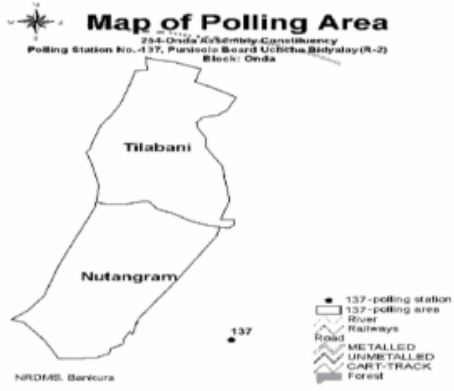 Map of Polling Area
254-Onda Assembly Constituency
Polling Station No.-137, Punisole Board Uchcha Bidyalay (R-2)
Block: Onda
Tilabani
Nutangram
137
137-polling station
137-polling area
River
Railways
Road
METALLED
UNMETALLED
CART-TRACK
Forest
NRDMS, Bankura